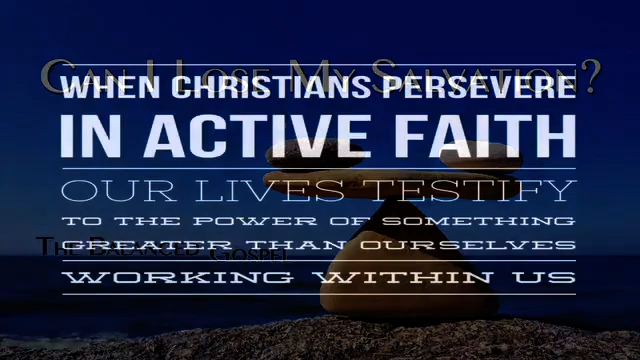 Can I Lose My Salvation?
WHEN CHRISTIANS PERSEVERE
IN ACTIVE FAITH
OUR LIVES TESTIFY
TO THE POWER OF SOMETHING
The Balanced Gospel
GREATER THAN OURSELVES
WORKING WITHIN US